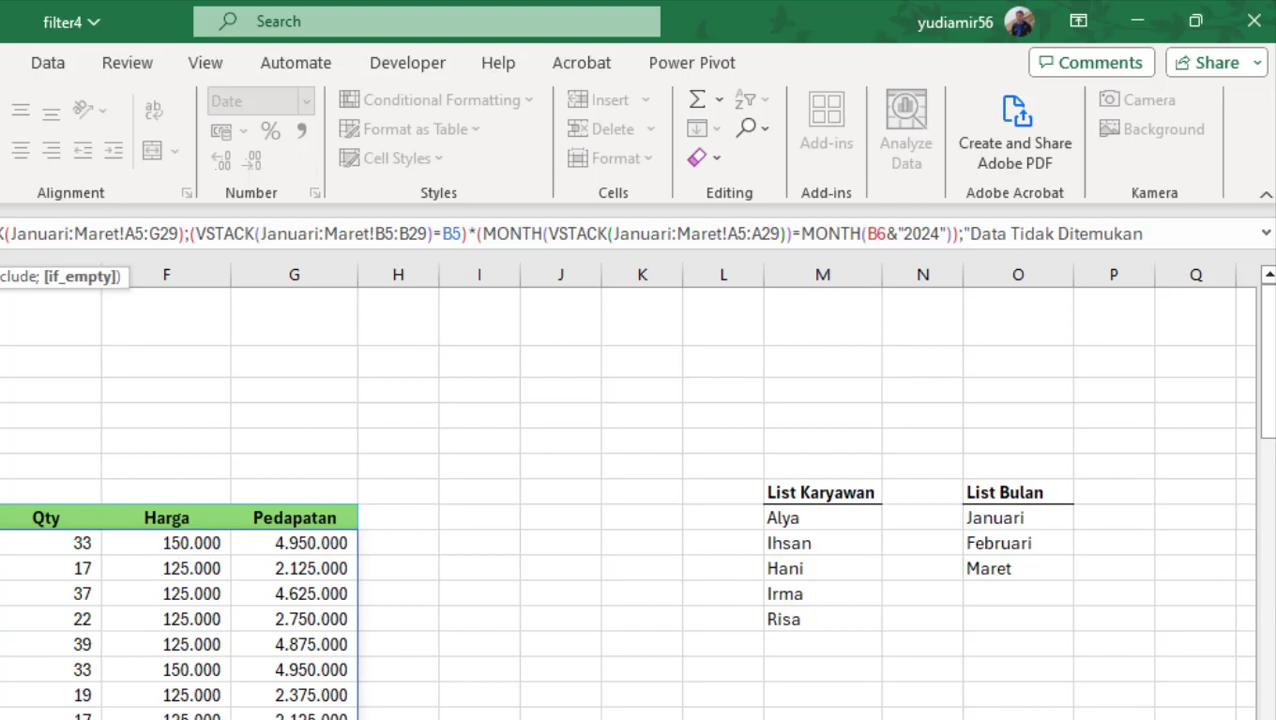 filter4
Search
yudiamir56
Data Review View Automate Developer Help Acrobat Power Pivot
Comments Share
Date
Conditional Formatting
Format as Table
Cell Styles
Insert
Delete
Format
Add-ins
Analyze
Data
Create and Share
Adobe PDF
Camera
Background
Alignment Number Styles Cells Editing Add-ins Adobe Acrobat Kamera
(Januari:Maret!A5:G29);(VSTACK(Januari:Maret!B5:B29)=B5)*(MONTH(VSTACK(Januari:Maret!A5:A29))=MONTH(B6&"2024"));"Data Tidak Ditemukan
clude; [if_empty])
F G H I J K L M N O P Q
List Karyawan List Bulan
Qty Harga Pedapatan Alya Januari
33 150.000 4.950.000 Ihsan Februari
17 125.000 2.125.000 Hani Maret
37 125.000 4.625.000 Irma
22 125.000 2.750.000 Risa
39 125.000 4.875.000
33 150.000 4.950.000
19 125.000 2.375.000
17 125.000 2.125.000